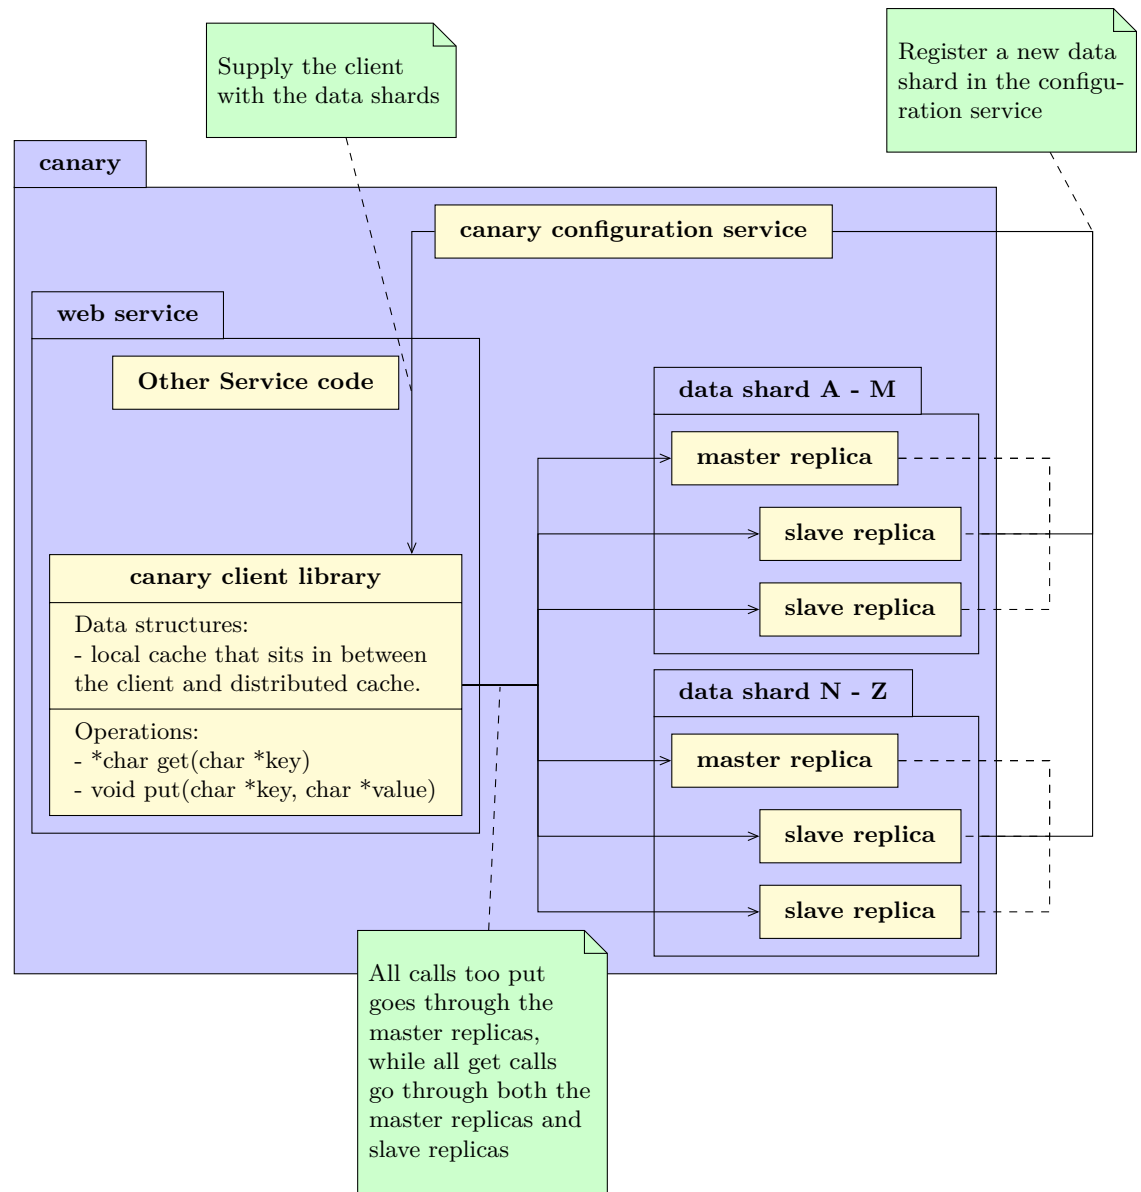 Supply the client
with the data shards
Register a new data
shard in the configu-
ration service
canary
canary configuration service
web service
Other Service code
canary client library
Data structures:
- local cache that sits in between
the client and distributed cache.
Operations:
- *char get(char *key)
- void put(char *key, char *value)
data shard A - M
master replica
slave replica
slave replica
data shard N - Z
master replica
slave replica
slave replica
All calls too put
goes through the
master replicas,
while all get calls
go through both the
master replicas and
slave replicas